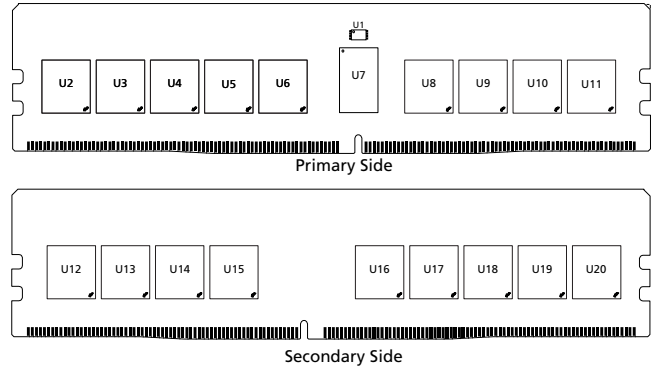 U1
U2 U3 U4 U5 U6 U7 U8 U9 U10 U11
Primary Side
U12 U13 U14 U15 U16 U17 U18 U19 U20
Secondary Side